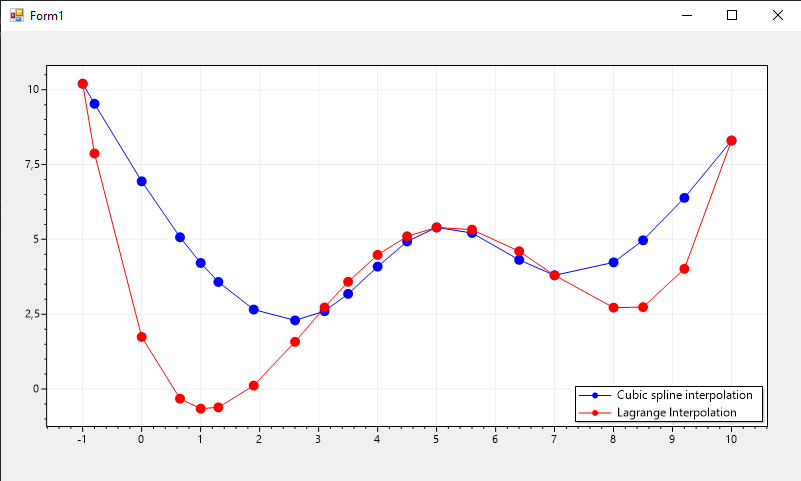 Form1
10
7,5
5
2,5
0
-1 0 1 2 3 4 5 6 7 8 9 10
Cubic spline interpolation
Lagrange Interpolation